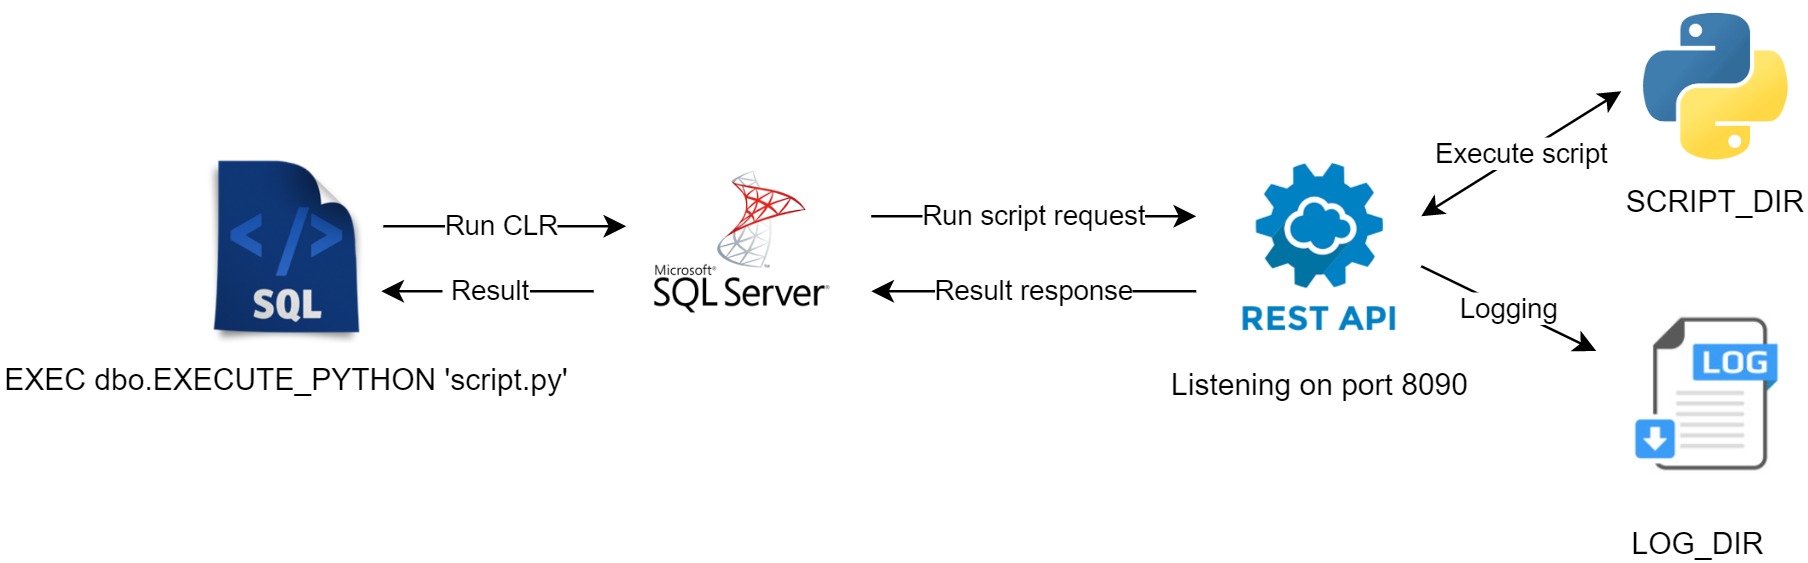 Execute script
SCRIPT_DIR
Run CLR
Run script request
Microsoft®
SQL Server®
Result
Result response
SQL
REST API
Logging
LOG
EXEC dbo.EXECUTE_PYTHON 'script.py'
Listening on port 8090
LOG_DIR